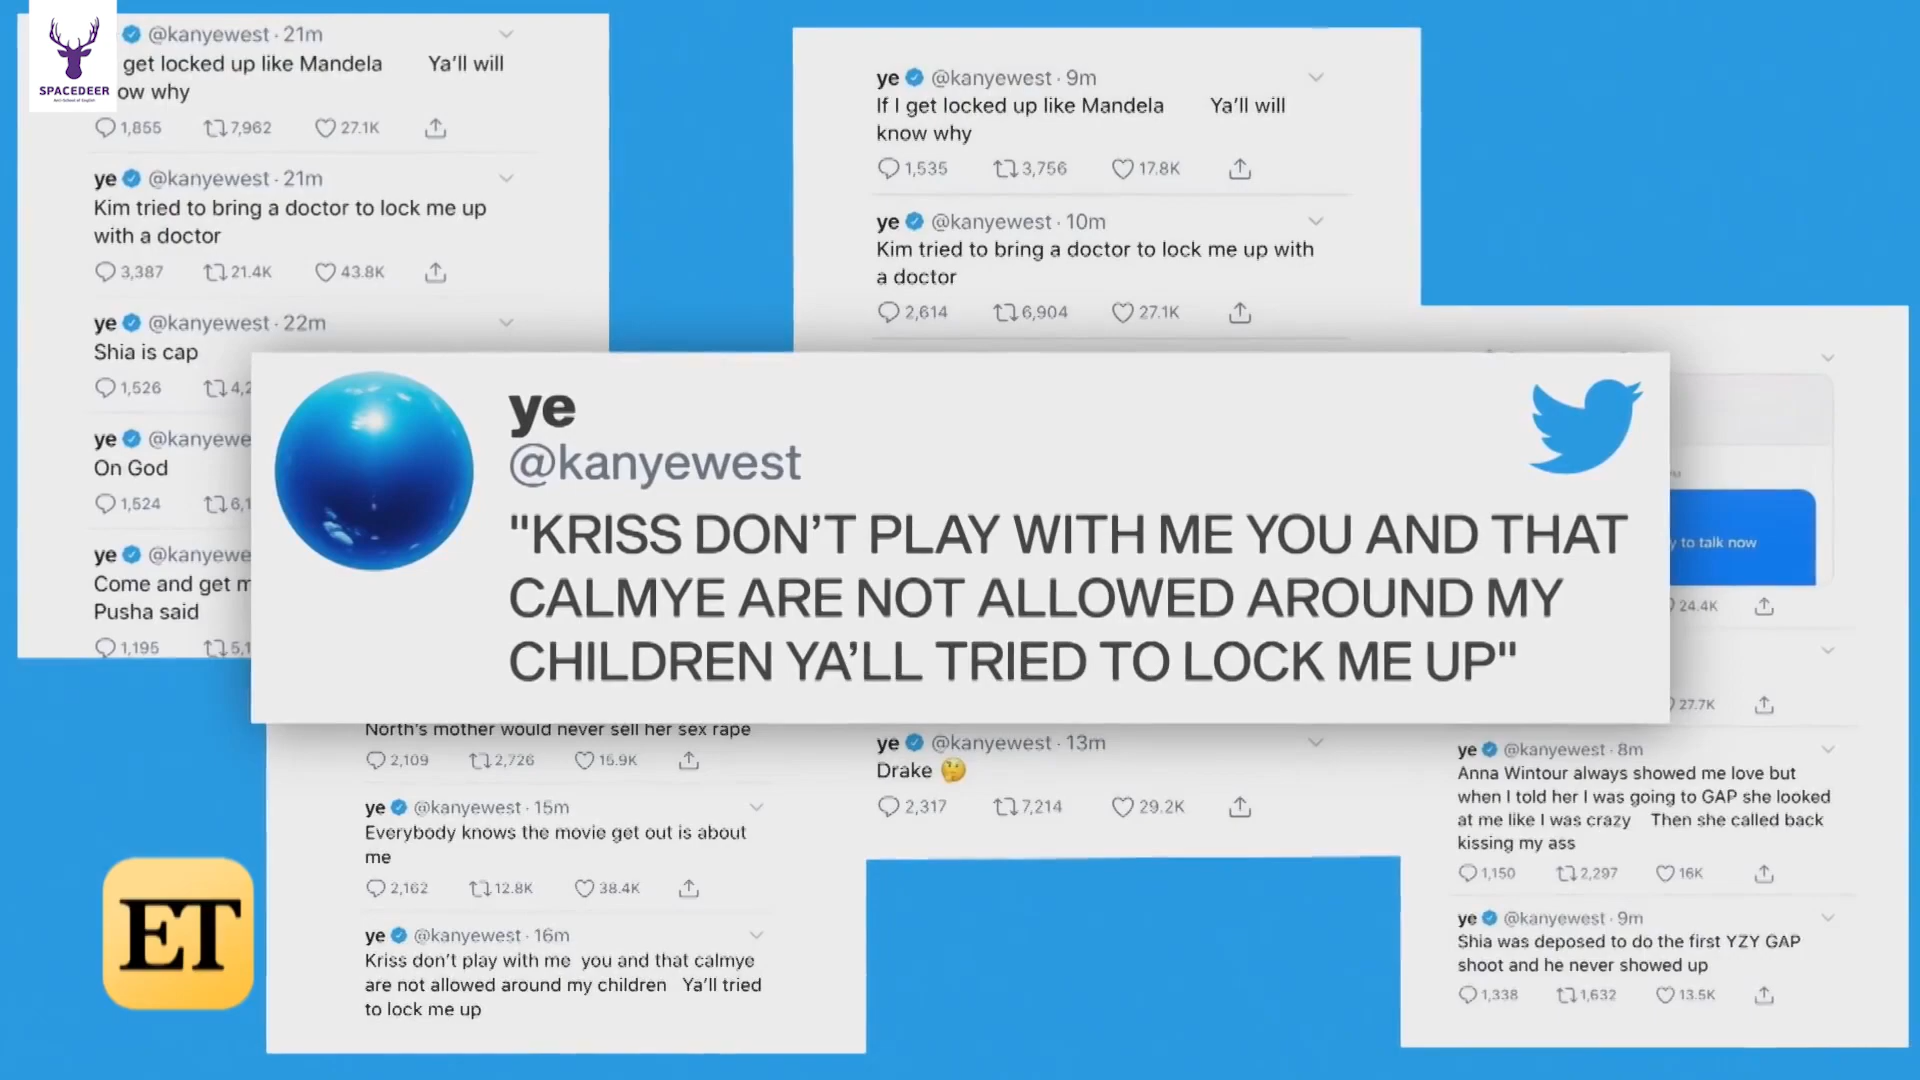 @kanyewest · 21m
get locked up like Mandela Ya'll will
ow why
1,855 7,962 27.1K
ye @kanyewest · 21m
Kim tried to bring a doctor to lock me up
with a doctor
3,387 21.4K 43.8K
ye @kanyewest · 22m
Shia is cap
1,526 4,2
ye @kanyewe
On God
1,524 6,1
ye @kanyewe
Come and get m
Pusha said
1,195 5,1
SPACEDEER
ye @kanyewest · 9m
If I get locked up like Mandela Ya'll will
know why
1,535 3,756 17.8K
ye @kanyewest · 10m
Kim tried to bring a doctor to lock me up with
a doctor
2,614 6,904 27.1K
ye
@kanyewest
"KRISS DON'T PLAY WITH ME YOU AND THAT
CALMYE ARE NOT ALLOWED AROUND MY
CHILDREN YA'LL TRIED TO LOCK ME UP"
y to talk now
24.4K
27.7K
North's mother would never sell her sex rape
2,109 2,726 15.9K
ye @kanyewest · 15m
Everybody knows the movie get out is about
me
2,162 12.8K 38.4K
ye @kanyewest · 16m
Kriss don't play with me you and that calmye
are not allowed around my children Ya'll tried
to lock me up
ye @kanyewest · 13m
Drake 🤔
2,317 7,214 29.2K
ye @kanyewest · 8m
Anna Wintour always showed me love but
when I told her I was going to GAP she looked
at me like I was crazy Then she called back
kissing my ass
1,150 2,297 16K
ye @kanyewest · 9m
Shia was deposed to do the first YZY GAP
shoot and he never showed up
1,338 1,632 13.5K
ET